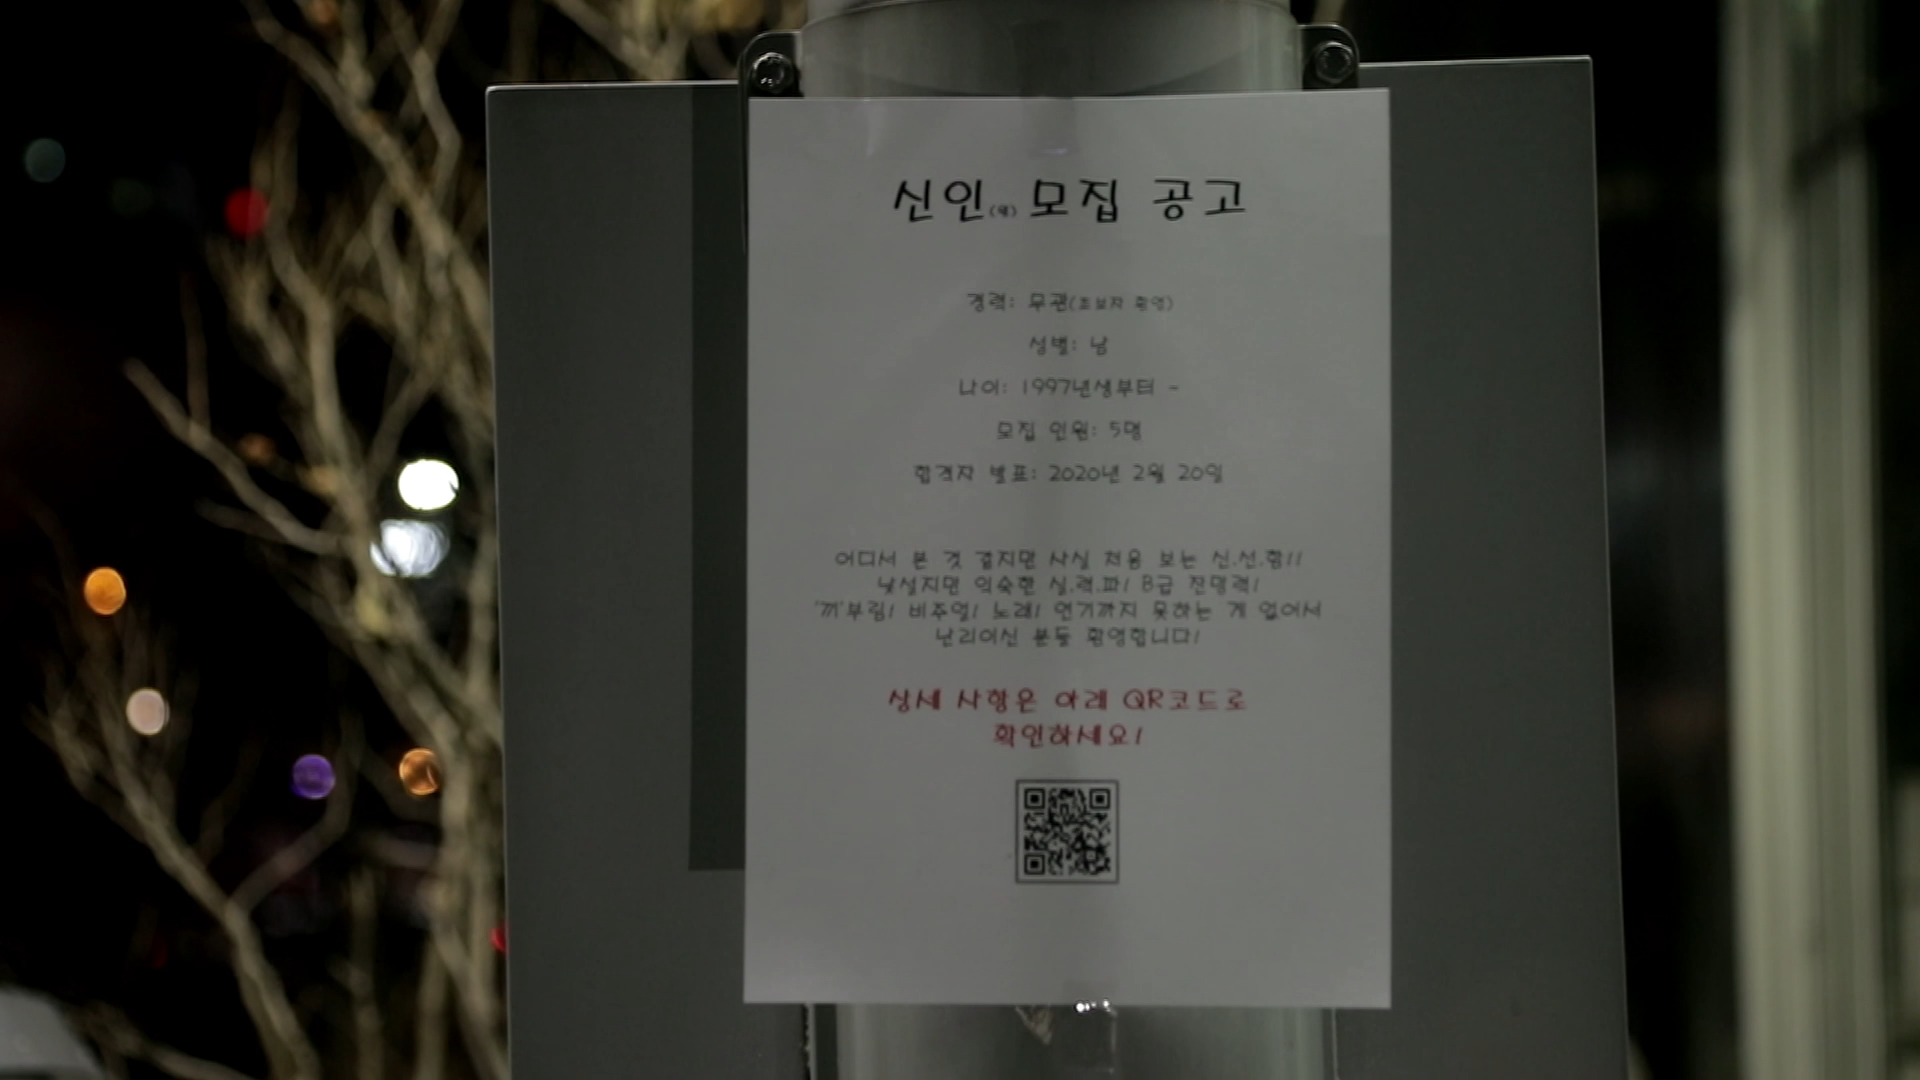 신인 모집 공고
경력: 무관(초보자 환영)
성별: 남
나이: 1997년생부터 -
모집 인원: 5명
합격자 발표: 2020년 2월 20일
어디서 본 것 같지만 사실 처음 보는 신.선.함!!
낯설지만 익숙한 실.력.파! B급 전망력!
'끼'부림! 비주얼! 노래! 연기까지 못하는 게 없어서
난리이신 분들 환영합니다!
상세 사항은 아래 QR코드로
확인하세요!